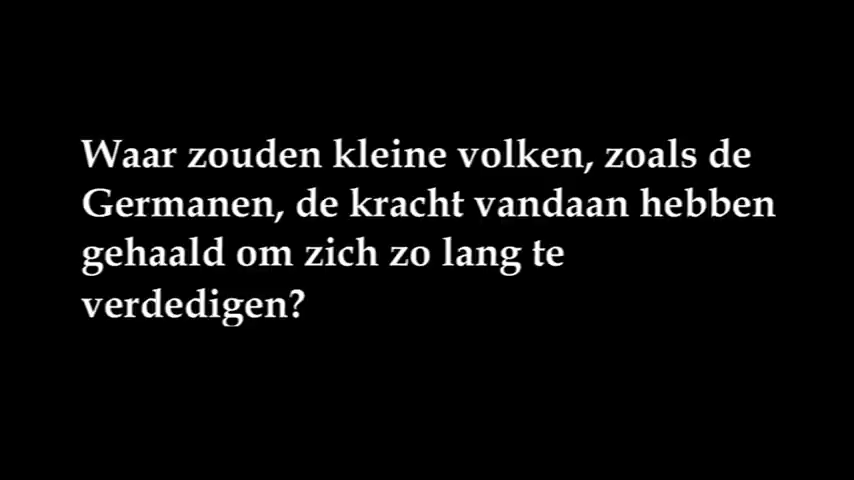 Waar zouden kleine volken, zoals de
Germanen, de kracht vandaan hebben
gehaald om zich zo lang te
verdedigen?